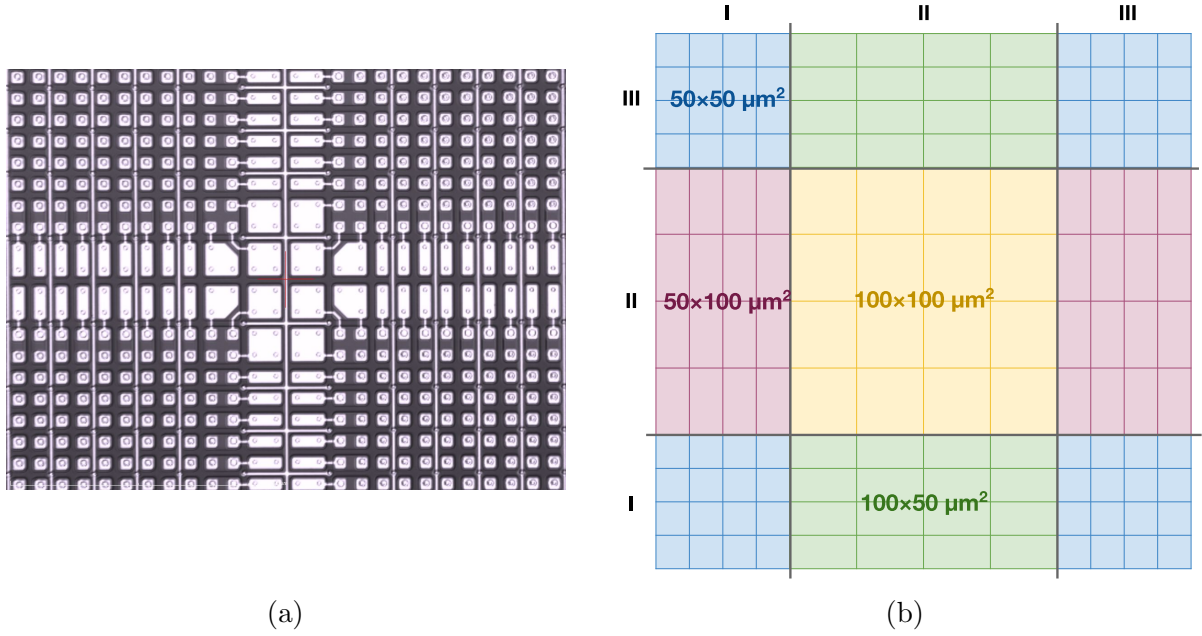 I II III
III
50×50 μm²
II
50×100 μm²
100×100 μm²
I
100×50 μm²
(a) (b)